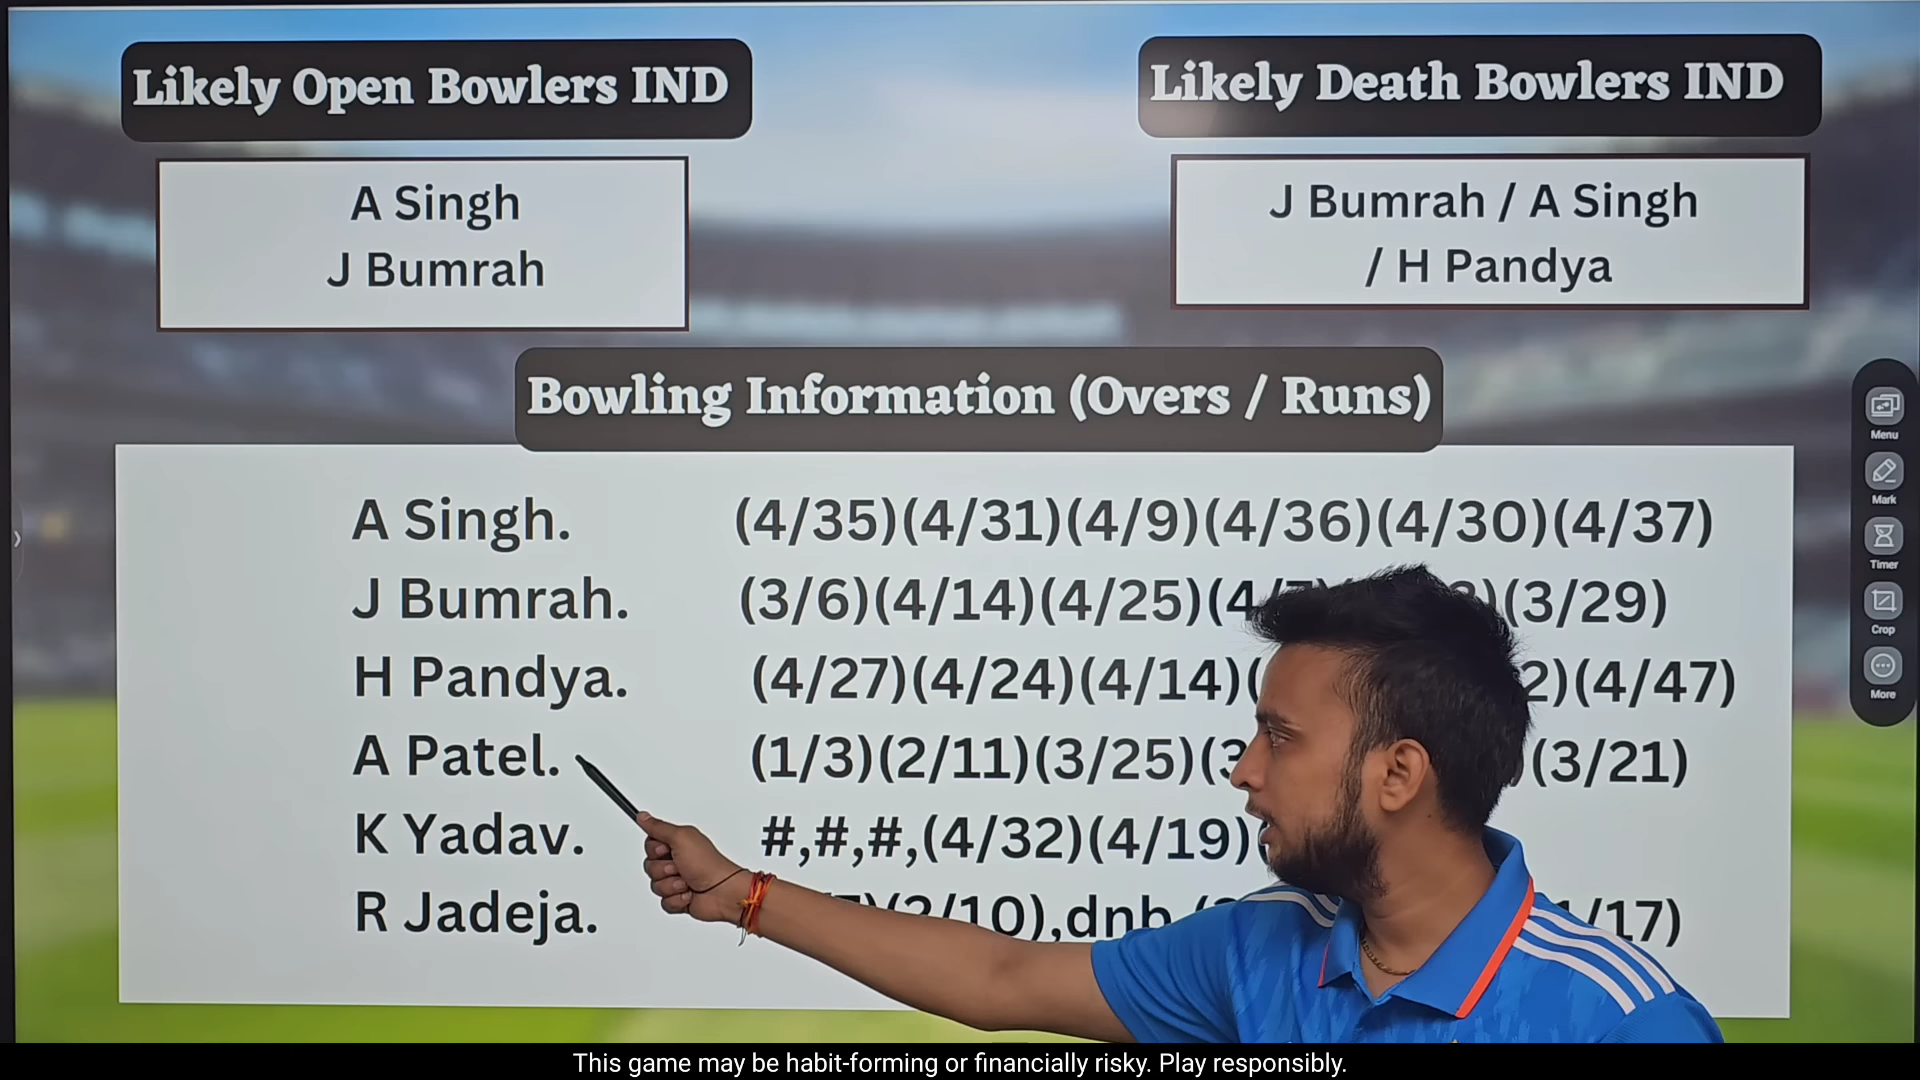 Likely Open Bowlers IND
A Singh
J Bumrah
Likely Death Bowlers IND
J Bumrah / A Singh
/ H Pandya
Bowling Information (Overs / Runs)
A Singh. (4/35)(4/31)(4/9)(4/36)(4/30)(4/37)
J Bumrah. (3/6)(4/14)(4/25)(4/ )(3/29)
H Pandya. (4/27)(4/24)(4/14)( 2)(4/47)
A Patel. (1/3)(2/11)(3/25)( )(3/21)
K Yadav. #,#,#,(4/32)(4/19)
R Jadeja. /10),dnb, /17)
Menu
Mark
Timer
Crop
More
This game may be habit-forming or financially risky. Play responsibly.